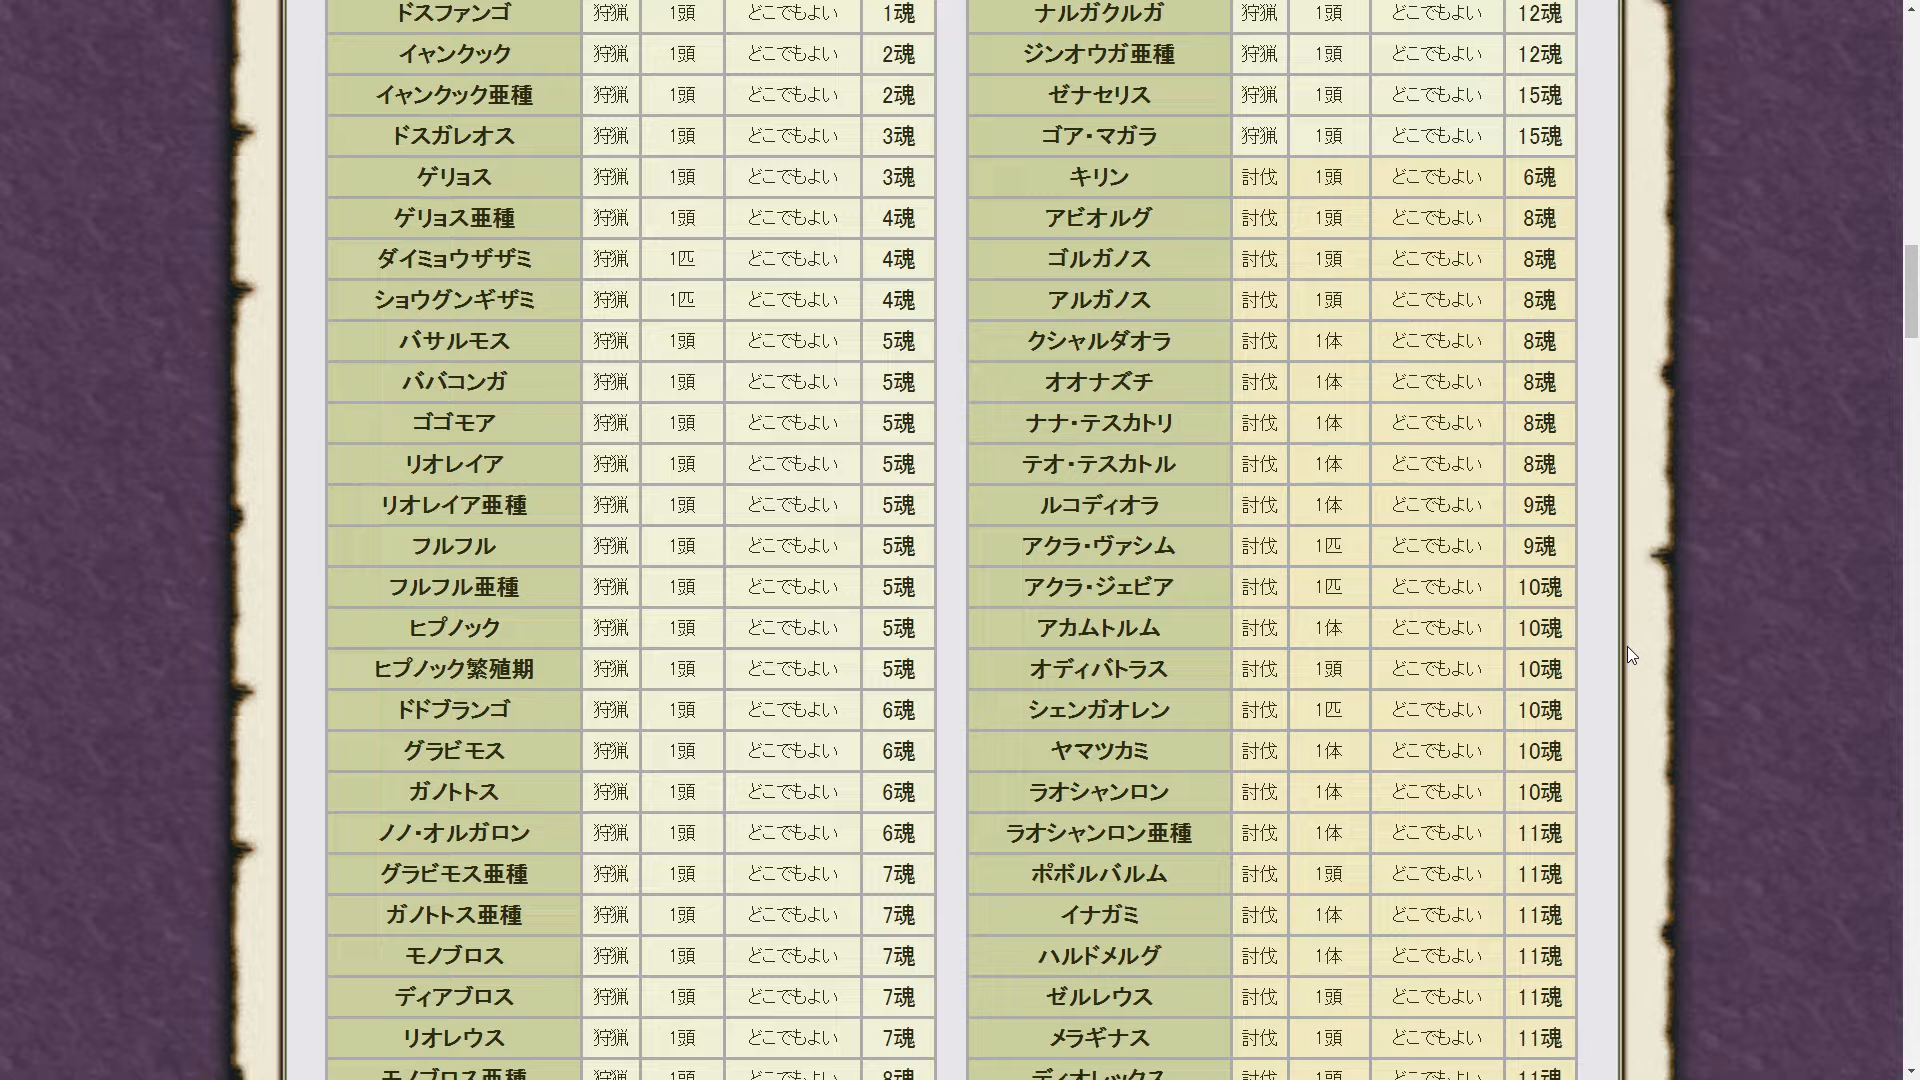 ドスファンゴ 狩猟 1頭 どこでもよい 1魂
イャンクック 狩猟 1頭 どこでもよい 2魂
イャンクック亜種 狩猟 1頭 どこでもよい 2魂
ドスガレオス 狩猟 1頭 どこでもよい 3魂
ゲリョス 狩猟 1頭 どこでもよい 3魂
ゲリョス亜種 狩猟 1頭 どこでもよい 4魂
ダイミョウザザミ 狩猟 1匹 どこでもよい 4魂
ショウグンギザミ 狩猟 1匹 どこでもよい 4魂
バサルモス 狩猟 1頭 どこでもよい 5魂
ババコンガ 狩猟 1頭 どこでもよい 5魂
ゴゴモア 狩猟 1頭 どこでもよい 5魂
リオレイア 狩猟 1頭 どこでもよい 5魂
リオレイア亜種 狩猟 1頭 どこでもよい 5魂
フルフル 狩猟 1頭 どこでもよい 5魂
フルフル亜種 狩猟 1頭 どこでもよい 5魂
ヒプノック 狩猟 1頭 どこでもよい 5魂
ヒプノック繁殖期 狩猟 1頭 どこでもよい 5魂
ドドブランゴ 狩猟 1頭 どこでもよい 6魂
グラビモス 狩猟 1頭 どこでもよい 6魂
ガノトトス 狩猟 1頭 どこでもよい 6魂
ノノ・オルガロン 狩猟 1頭 どこでもよい 6魂
グラビモス亜種 狩猟 1頭 どこでもよい 7魂
ガノトトス亜種 狩猟 1頭 どこでもよい 7魂
モノブロス 狩猟 1頭 どこでもよい 7魂
ディアブロス 狩猟 1頭 どこでもよい 7魂
リオレウス 狩猟 1頭 どこでもよい 7魂
モノブロス亜種 狩猟 1頭 どこでもよい 8魂
ナルガクルガ 狩猟 1頭 どこでもよい 12魂
ジンオウガ亜種 狩猟 1頭 どこでもよい 12魂
ゼナセリス 狩猟 1頭 どこでもよい 15魂
ゴア・マガラ 狩猟 1頭 どこでもよい 15魂
キリン 討伐 1頭 どこでもよい 6魂
アビオルグ 討伐 1頭 どこでもよい 8魂
ゴルガノス 討伐 1頭 どこでもよい 8魂
アルガノス 討伐 1頭 どこでもよい 8魂
クシャルダオラ 討伐 1体 どこでもよい 8魂
オオナズチ 討伐 1体 どこでもよい 8魂
ナナ・テスカトリ 討伐 1体 どこでもよい 8魂
テオ・テスカトル 討伐 1体 どこでもよい 8魂
ルコディオラ 討伐 1体 どこでもよい 9魂
アクラ・ヴァシム 討伐 1匹 どこでもよい 9魂
アクラ・ジェビア 討伐 1匹 どこでもよい 10魂
アカムトルム 討伐 1体 どこでもよい 10魂
オディバトラス 討伐 1頭 どこでもよい 10魂
シェンガオレン 討伐 1匹 どこでもよい 10魂
ヤマツカミ 討伐 1体 どこでもよい 10魂
ラオシャンロン 討伐 1体 どこでもよい 10魂
ラオシャンロン亜種 討伐 1体 どこでもよい 11魂
ポボルバルム 討伐 1頭 どこでもよい 11魂
イナガミ 討伐 1体 どこでもよい 11魂
ハルドメルグ 討伐 1体 どこでもよい 11魂
ゼルレウス 討伐 1頭 どこでもよい 11魂
メラギナス 討伐 1頭 どこでもよい 11魂
ディオレックス 討伐 1頭 どこでもよい 11魂